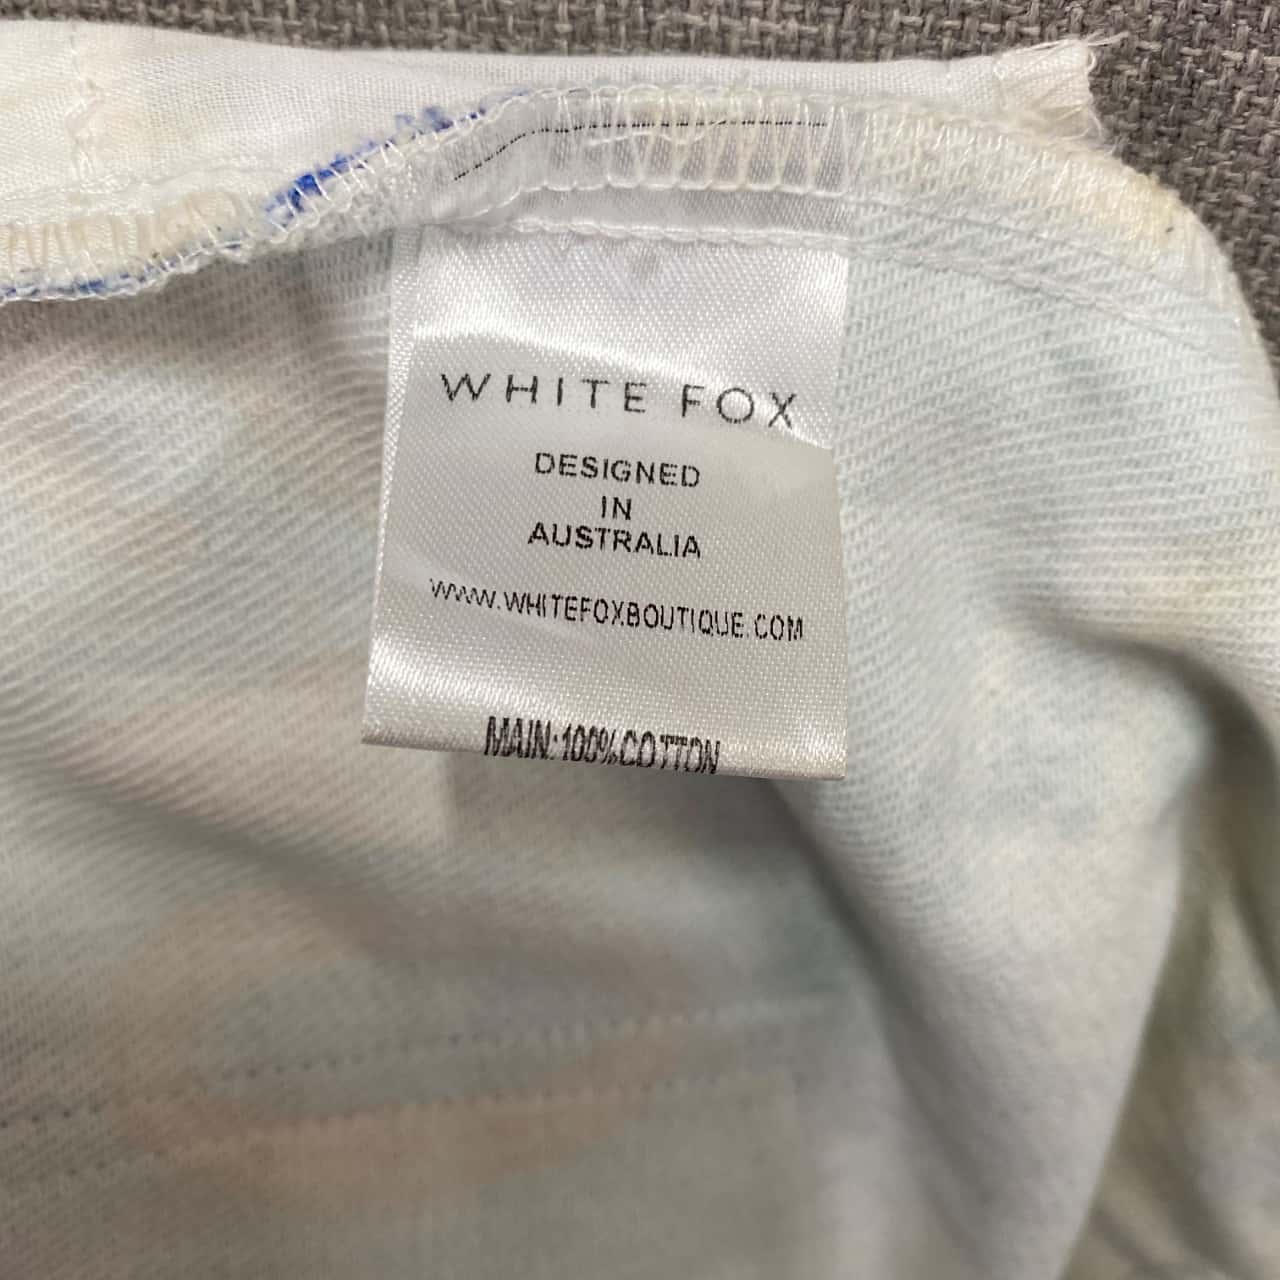 WHITE FOX
DESIGNED
IN
AUSTRALIA
WWW.WHITEFOXBOUTIQUE.COM
MAIN:100%COTTON